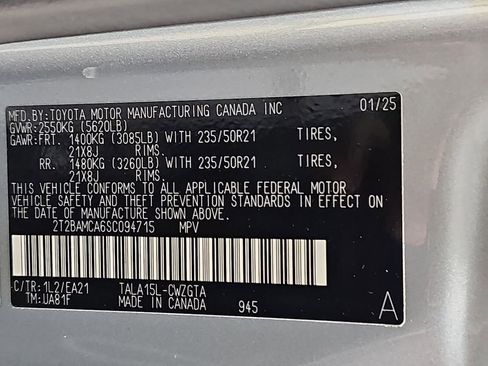 MFD.BY:TOYOTA MOTOR MANUFACTURING CANADA INC 01/25
GVWR:2550KG (5620LB)
GAWR:FRT. 1400KG (3085LB) WITH 235/50R21 TIRES,
21X8J RIMS.
RR. 1480KG (3260LB) WITH 235/50R21 TIRES,
21X8J RIMS.
THIS VEHICLE CONFORMS TO ALL APPLICABLE FEDERAL MOTOR
VEHICLE SAFETY AND THEFT PREVENTION STANDARDS IN EFFECT
ON THE DATE OF MANUFACTURE SHOWN ABOVE.
2T2BAMCA6SC094715 MPV
C/TR:1L2/EA21 TALA15L-CWZGTA
TM:UA81F MADE IN CANADA 945 A